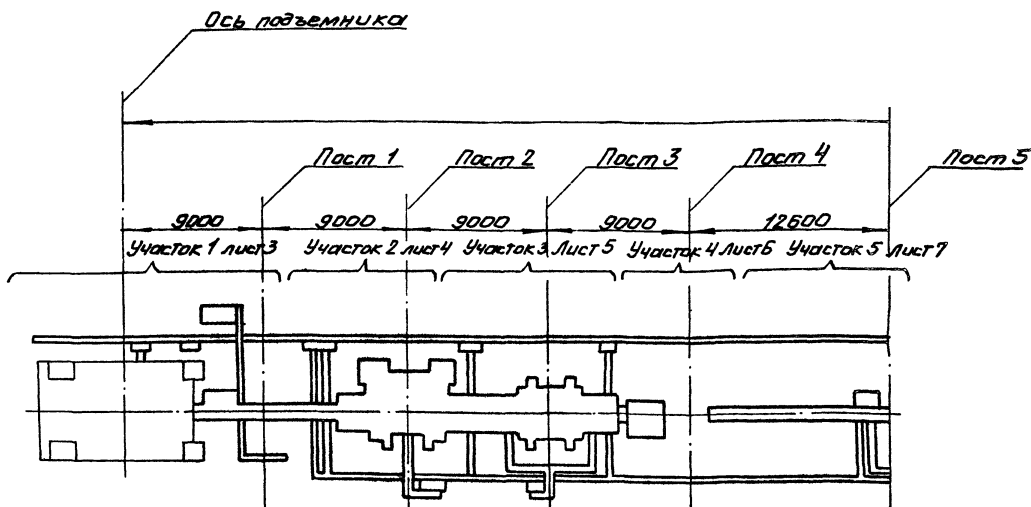 Ось подъемника
Пост 1
Пост 2
Пост 3
Пост 4
Пост 5
9000
9000
9000
9000
12600
Участок 1 лист 3
Участок 2 лист 4
Участок 3 Лист 5
Участок 4 Лист 6
Участок 5 Лист 7